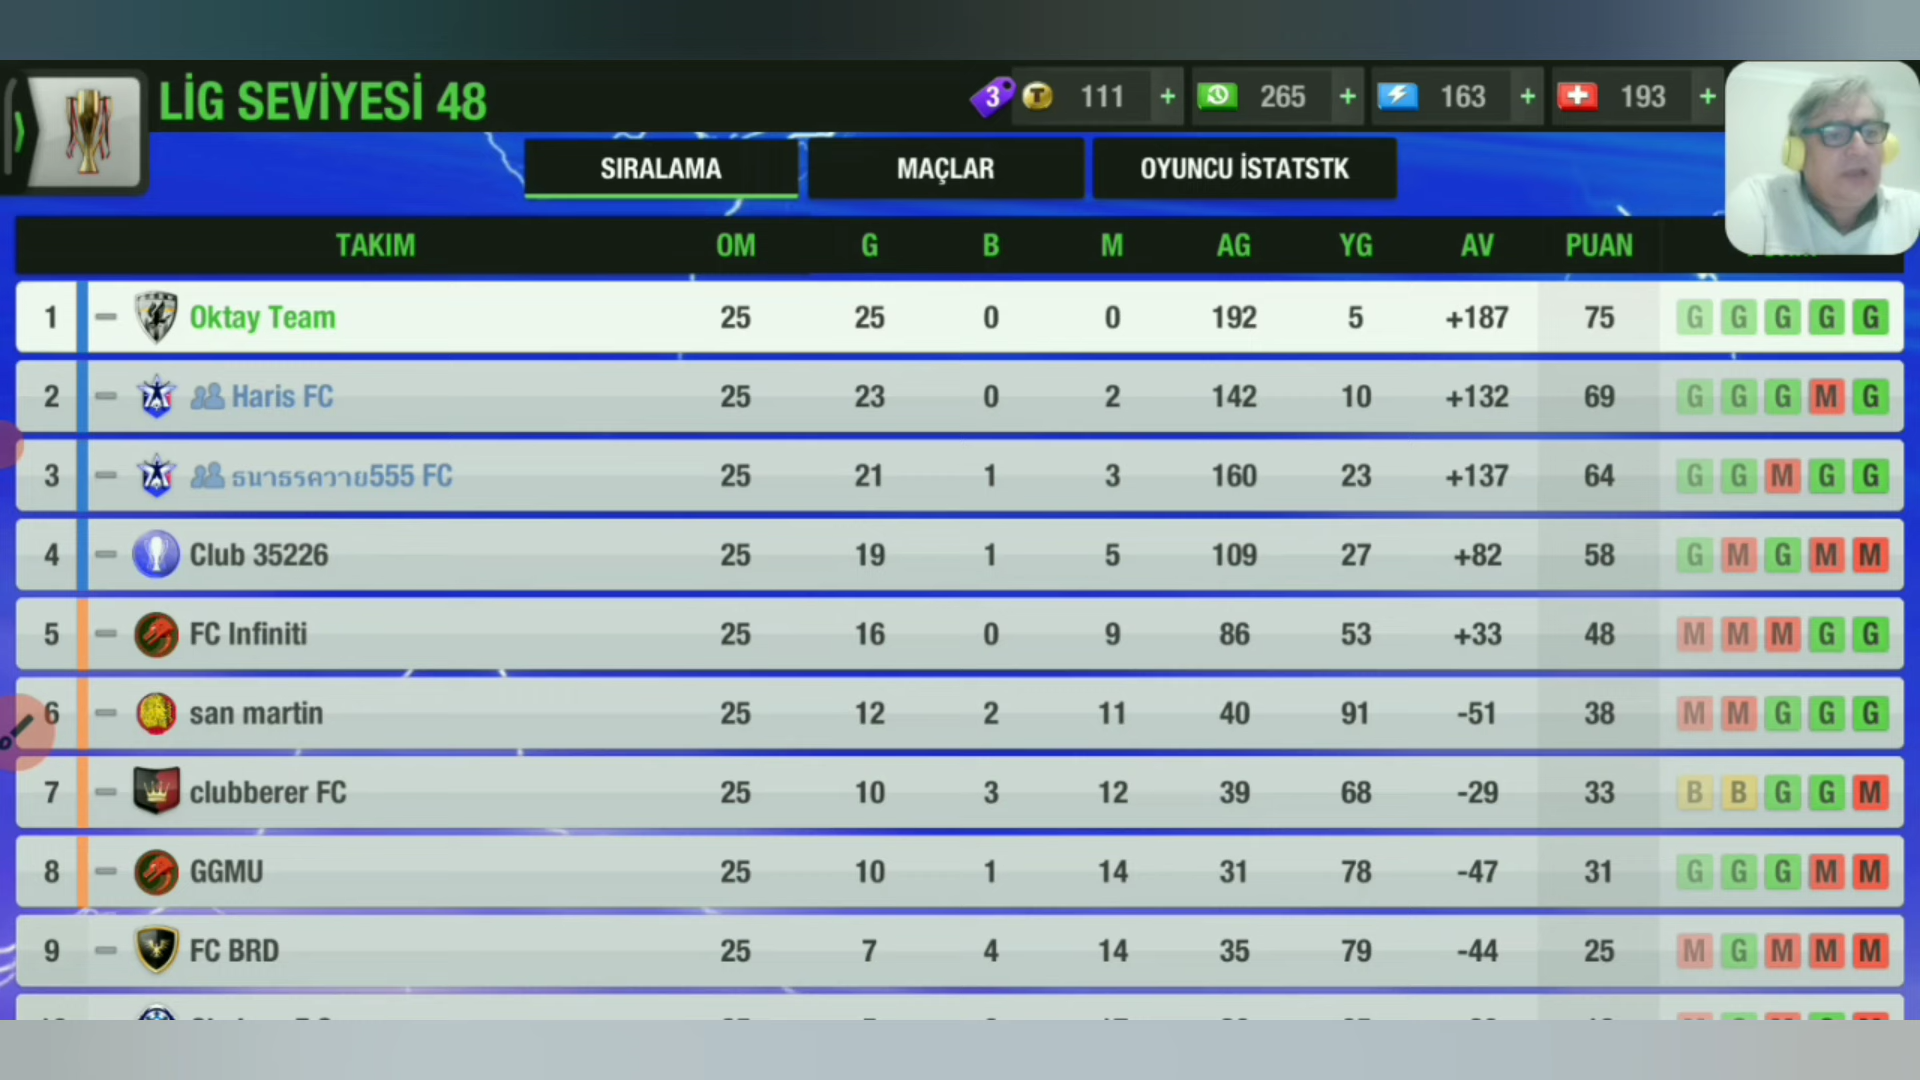 LİG SEVİYESİ 48
3 T 111 + 265 + 163 + 193 +
SIRALAMA MAÇLAR OYUNCU İSTATSTK
TAKIM OM G B M AG YG AV PUAN
1 Oktay Team 25 25 0 0 192 5 +187 75 G G G G G
2 Haris FC 25 23 0 2 142 10 +132 69 G G G M G
3 ธนาธรควาย555 FC 25 21 1 3 160 23 +137 64 G G M G G
4 Club 35226 25 19 1 5 109 27 +82 58 G M G M M
5 FC Infiniti 25 16 0 9 86 53 +33 48 M M M G G
6 san martin 25 12 2 11 40 91 -51 38 M M G G G
7 clubberer FC 25 10 3 12 39 68 -29 33 B B G G M
8 GGMU 25 10 1 14 31 78 -47 31 G G G M M
9 FC BRD 25 7 4 14 35 79 -44 25 M G M M M